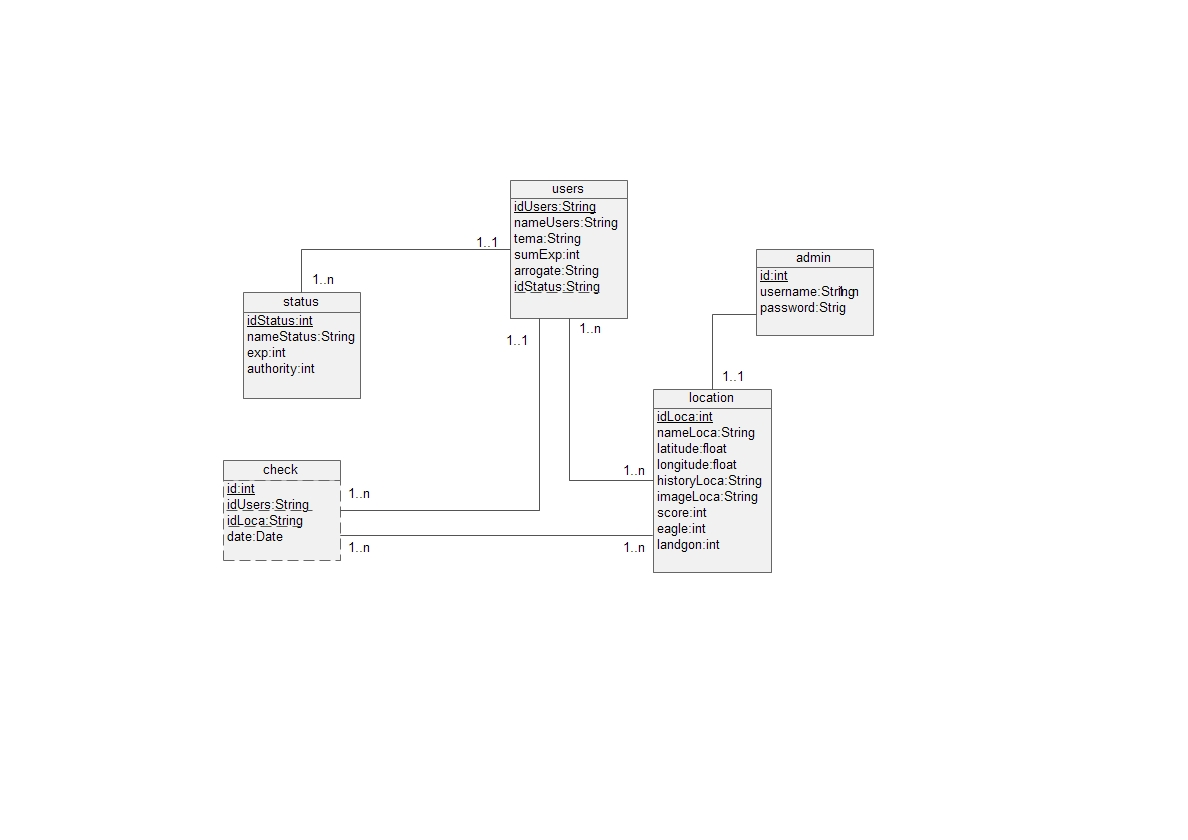 users
idUsers:String
nameUsers:String
tema:String
sumExp:int
arrogate:String
idStatus:String
1..1
1..n
status
idStatus:int
nameStatus:String
exp:int
authority:int
admin
id:int
username:String
password:Strig
1..1
1..n
1..1
location
idLoca:int
nameLoca:String
latitude:float
longitude:float
historyLoca:String
imageLoca:String
score:int
eagle:int
landgon:int
1..n
check
id:int
idUsers:String
idLoca:String
date:Date
1..n
1..n
1..n